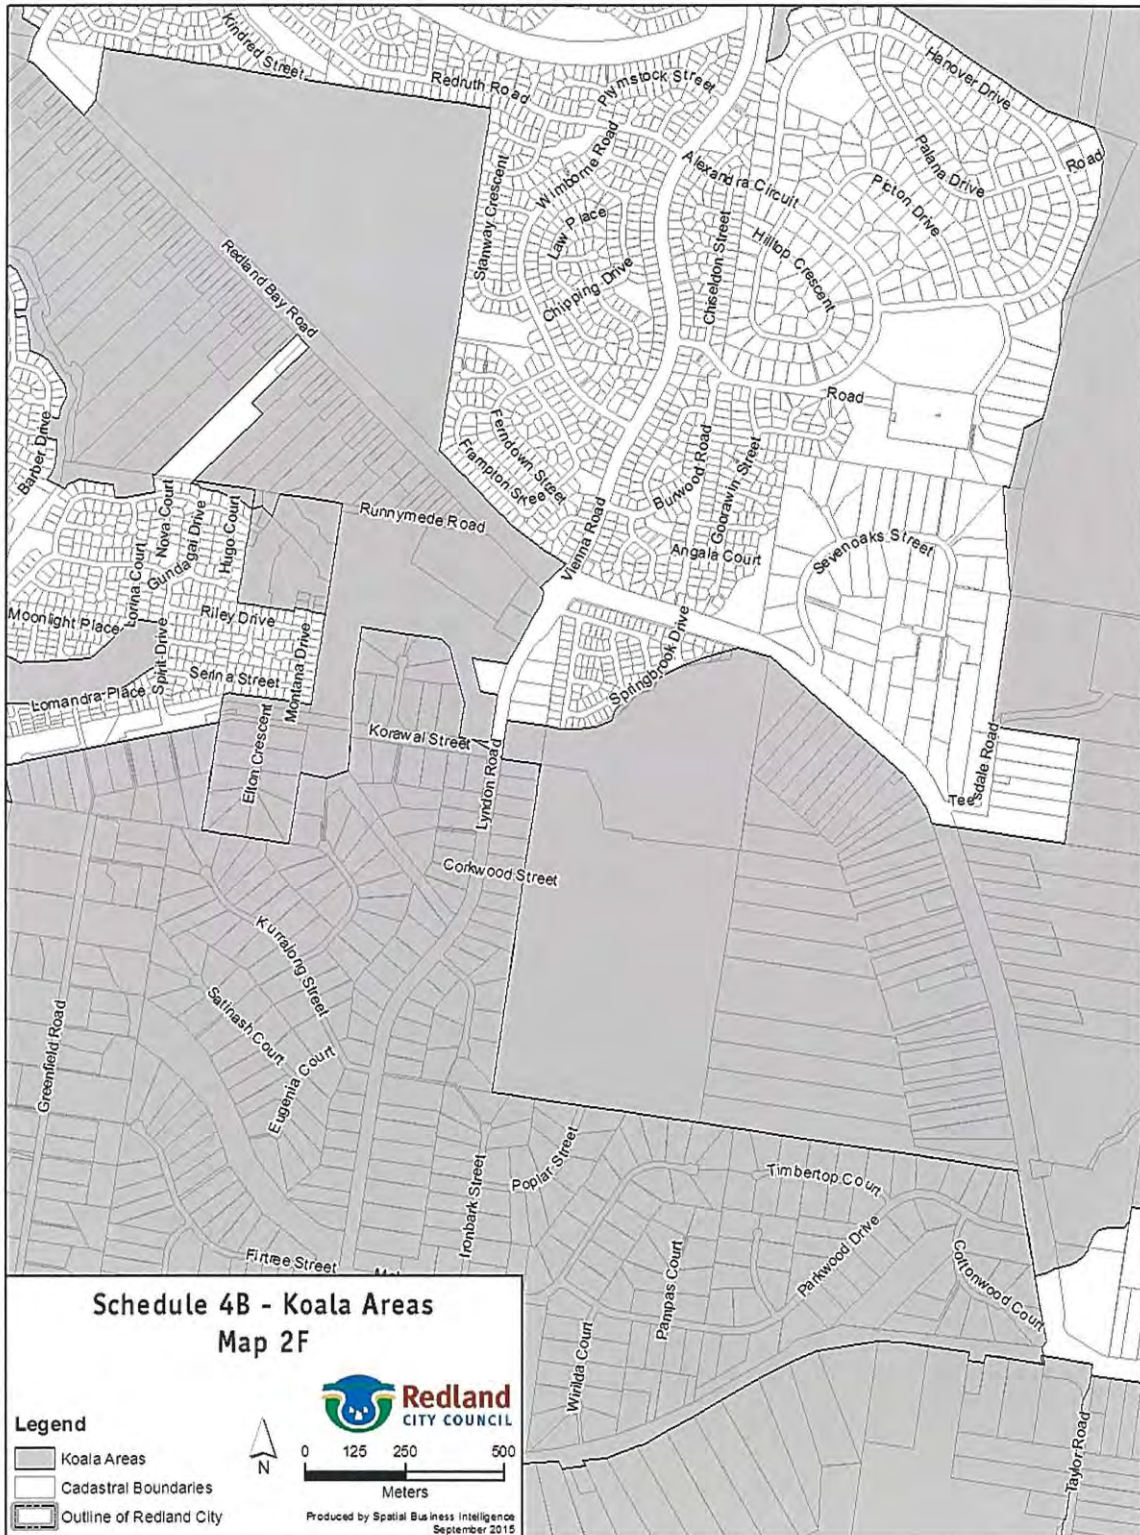 Kindred Street
Redruth Road
Plymstock Street
Hanover Drive
Wimborne Road
Stanway Crescent
Alexandra Circuit
Palana Drive
Road
Picton Drive
Law Place
Chipping Drive
Chiseldon Street
Hilltop Crescent
Redland Bay Road
Road
Barber Drive
Ferndown Street
Frampton Stree
Burwood Road
Goorawin Street
Nova Court
Gundagai Drive
Hugo Court
Runnymede Road
Vienna Road
Angala Court
Sevenoaks Street
Lorina Court
Moonlight Place
Riley Drive
Spirit Drive
Serina Street
Montana Drive
Springbrook Drive
Lomandra Place
Elton Crescent
Korawal Street
Lyndon Road
Teesdale Road
Corkwood Street
Kurrajong Street
Satinash Court
Eugenia Court
Greenfield Road
Ironbark Street
Poplar Street
Timbertop Court
Firtree Street
Pampas Court
Parkwood Drive
Cottonwood Court
Wirilda Court
Taylor Road
Schedule 4B - Koala Areas
Map 2F
Redland
CITY COUNCIL
Legend
Koala Areas
Cadastral Boundaries
Outline of Redland City
N
0 125 250 500
Meters
Produced by Spatial Business Intelligence
September 2015